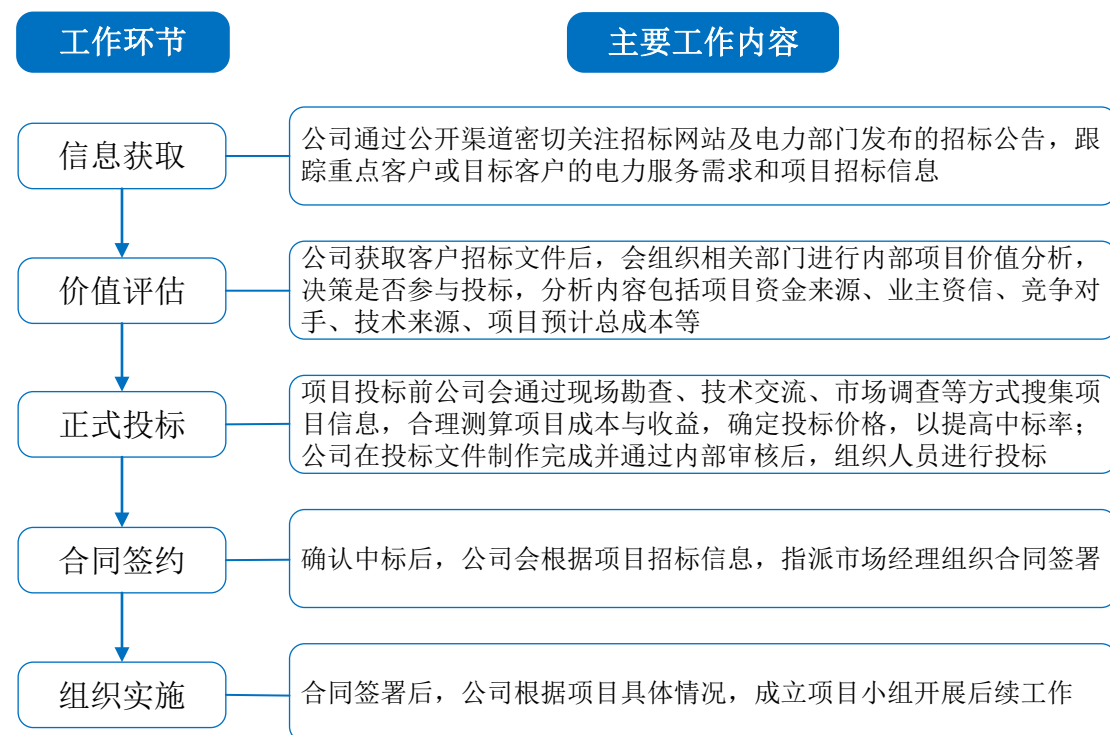 工作环节
主要工作内容
信息获取
公司通过公开渠道密切关注招标网站及电力部门发布的招标公告，跟
踪重点客户或目标客户的电力服务需求和项目招标信息
价值评估
公司获取客户招标文件后，会组织相关部门进行内部项目价值分析，
决策是否参与投标，分析内容包括项目资金来源、业主资信、竞争对
手、技术来源、项目预计总成本等
正式投标
项目投标前公司会通过现场勘查、技术交流、市场调查等方式搜集项
目信息，合理测算项目成本与收益，确定投标价格，以提高中标率；
公司在投标文件制作完成并通过内部审核后，组织人员进行投标
合同签约
确认中标后，公司会根据项目招标信息，指派市场经理组织合同签署
组织实施
合同签署后，公司根据项目具体情况，成立项目小组开展后续工作